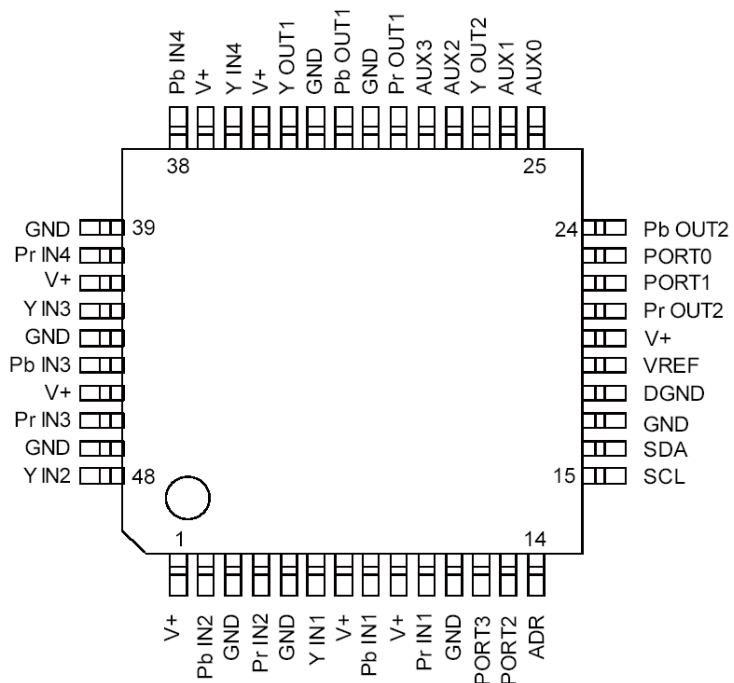 Pb IN4
V+
Y IN4
V+
Y OUT1
GND
Pb OUT1
GND
Pr OUT1
AUX3
AUX2
Y OUT2
AUX1
AUX0
38
25
GND
39
24
Pb OUT2
Pr IN4
PORT0
V+
PORT1
Y IN3
Pr OUT2
GND
V+
Pb IN3
VREF
V+
DGND
Pr IN3
GND
GND
SDA
Y IN2
48
15
SCL
1
14
V+
Pb IN2
GND
Pr IN2
GND
Y IN1
V+
Pb IN1
V+
Pr IN1
GND
PORT3
PORT2
ADR